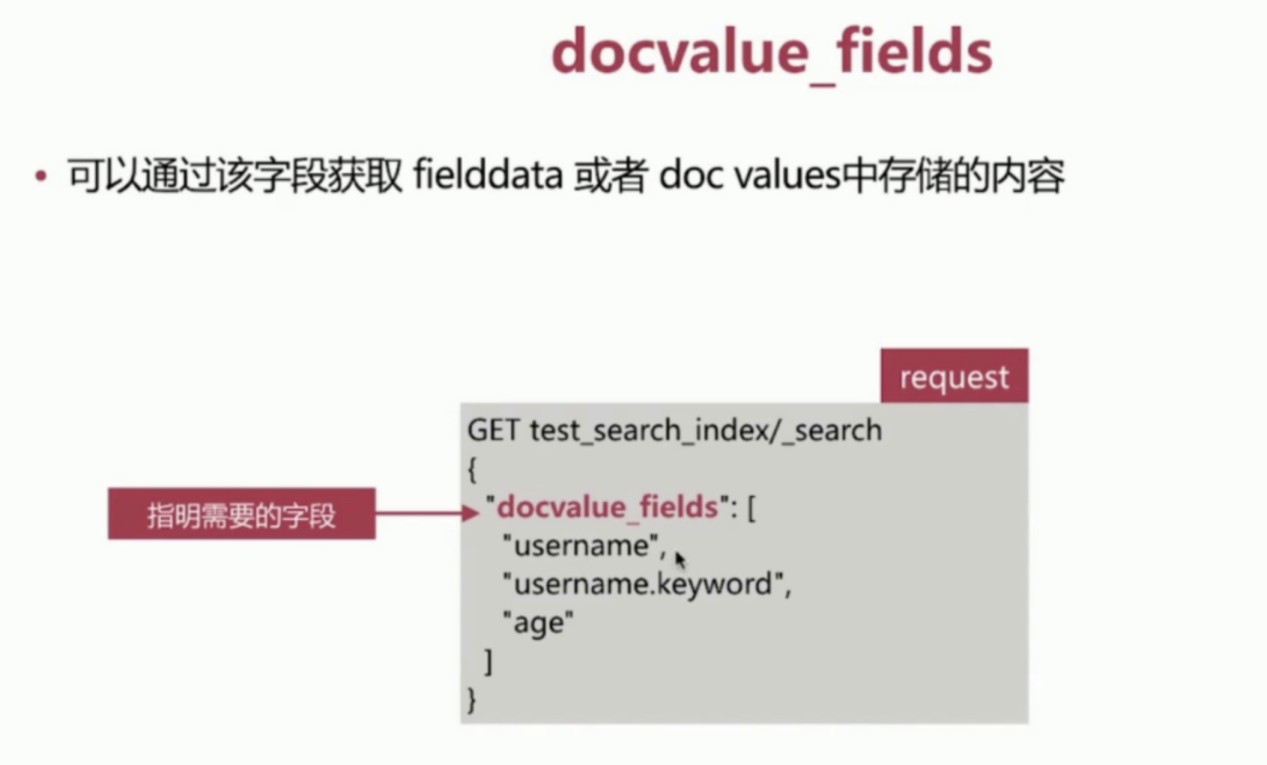 docvalue_fields
• 可以通过该字段获取 fielddata 或者 doc values中存储的内容
request
GET test_search_index/_search
{
指明需要的字段
"docvalue_fields": [
"username",
"username.keyword",
"age"
]
}